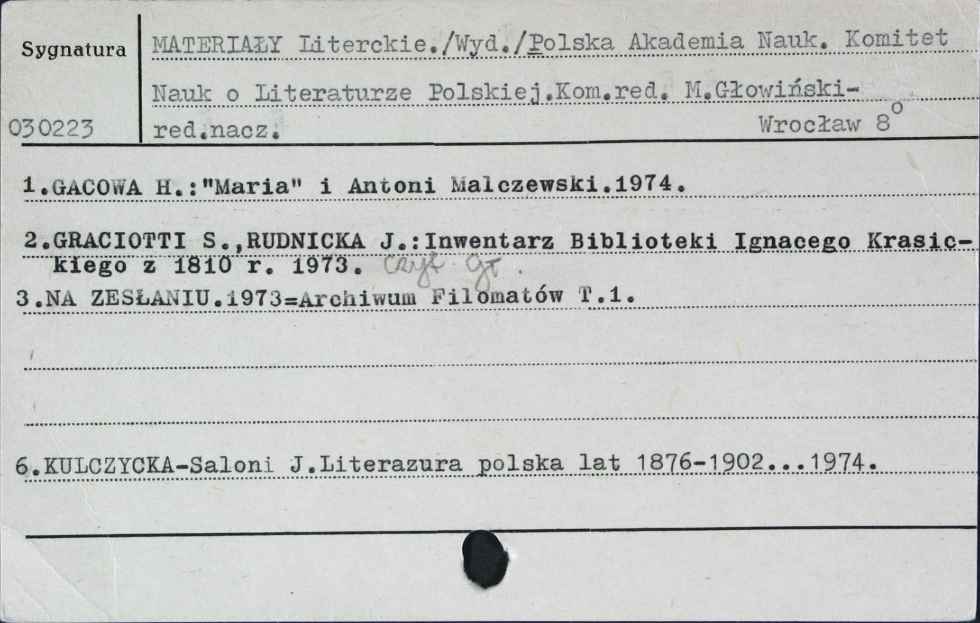 Sygnatura
MATERIAŁY Literckie./Wyd./Polska Akademia Nauk. Komitet
Nauk o Literaturze Polskiej.Kom.red. M.Głowiński-
030223 red.nacz. Wrocław 8°
1.GACOWA H.:"Maria" i Antoni Malczewski.1974.
2.GRACIOTTI S.,RUDNICKA J.:Inwentarz Biblioteki Ignacego Krasic-
kiego z 1810 r. 1973. czyt. gł.
3.NA ZESŁANIU.1973=Archiwum Filomatów T.1.
6.KULCZYCKA-Saloni J.Literazura polska lat 1876-1902...1974.